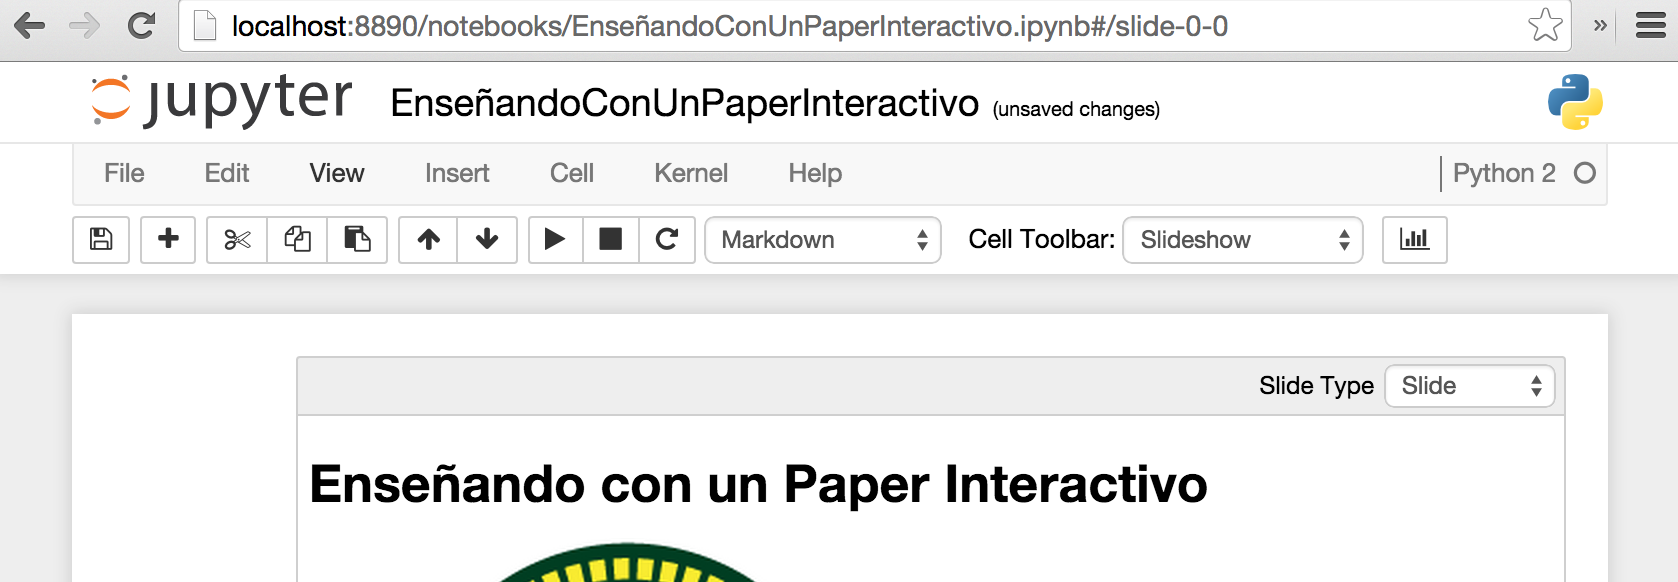 localhost:8890/notebooks/EnseñandoConUnPaperInteractivo.ipynb#/slide-0-0 »
jupyter EnseñandoConUnPaperInteractivo (unsaved changes)
File Edit View Insert Cell Kernel Help Python 2
Markdown Cell Toolbar: Slideshow
Slide Type Slide
Enseñando con un Paper Interactivo